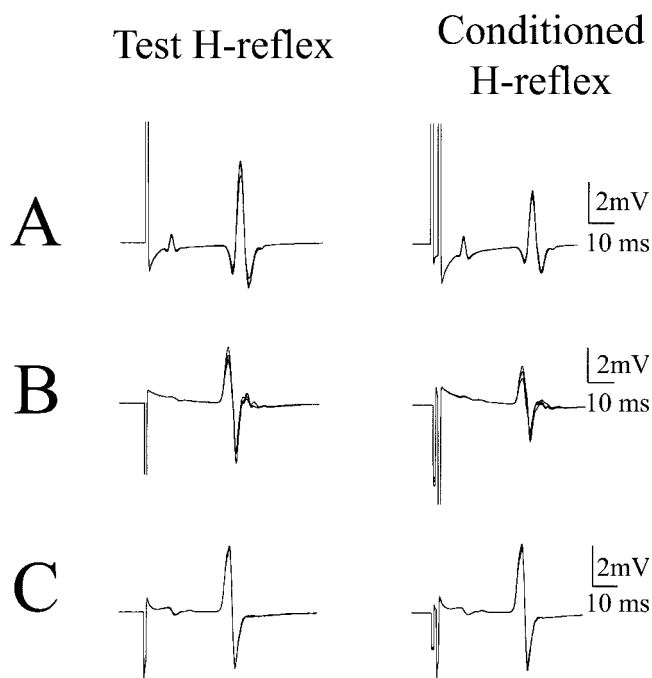 Test H-reflex
Conditioned
H-reflex
A
2mV
10 ms
B
2mV
10 ms
C
2mV
10 ms